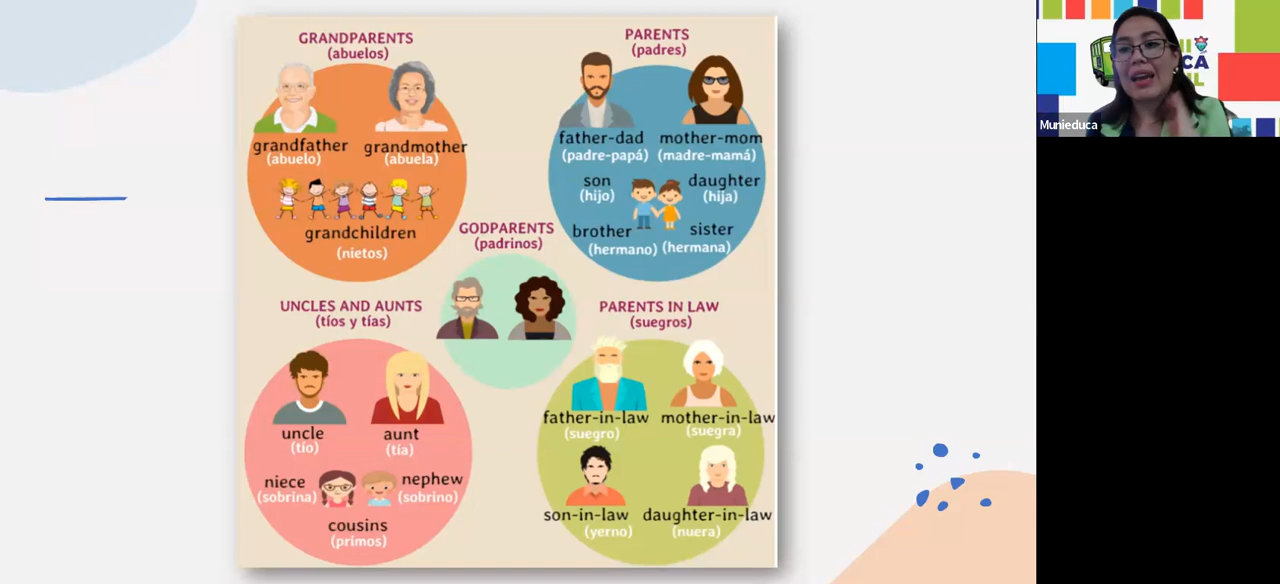 GRANDPARENTS
(abuelos)
grandfather
(abuelo)
grandmother
(abuela)
grandchildren
(nietos)
PARENTS
(padres)
father-dad
(padre-papá)
mother-mom
(madre-mamá)
son
(hijo)
daughter
(hija)
brother
(hermano)
sister
(hermana)
GODPARENTS
(padrinos)
UNCLES AND AUNTS
(tíos y tías)
uncle
(tío)
aunt
(tía)
niece
(sobrina)
nephew
(sobrino)
cousins
(primos)
PARENTS IN LAW
(suegros)
father-in-law
(suegro)
mother-in-law
(suegra)
son-in-law
(yerno)
daughter-in-law
(nuera)
Munieduca